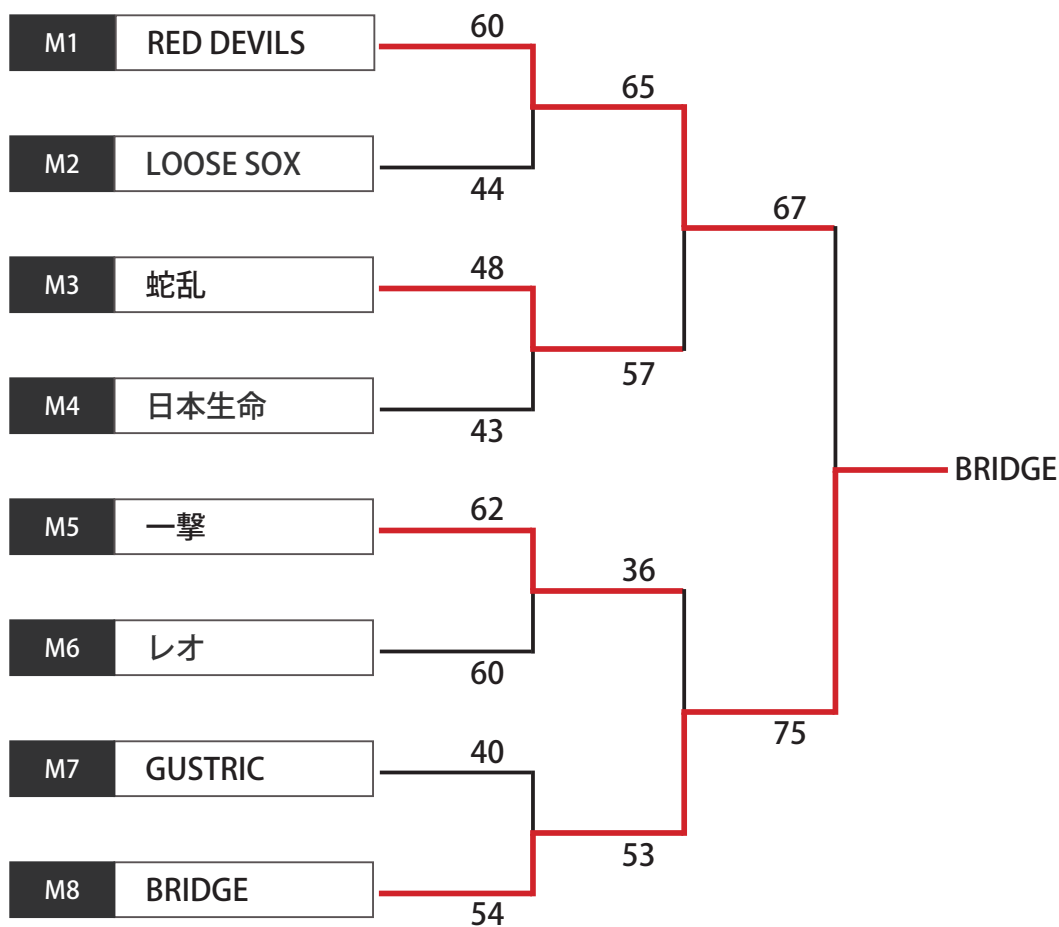 60
M1 RED DEVILS
65
M2 LOOSE SOX
44
67
48
M3 蛇乱
57
M4 日本生命
43
BRIDGE
62
M5 一撃
36
M6 レオ
60
75
40
M7 GUSTRIC
53
M8 BRIDGE
54